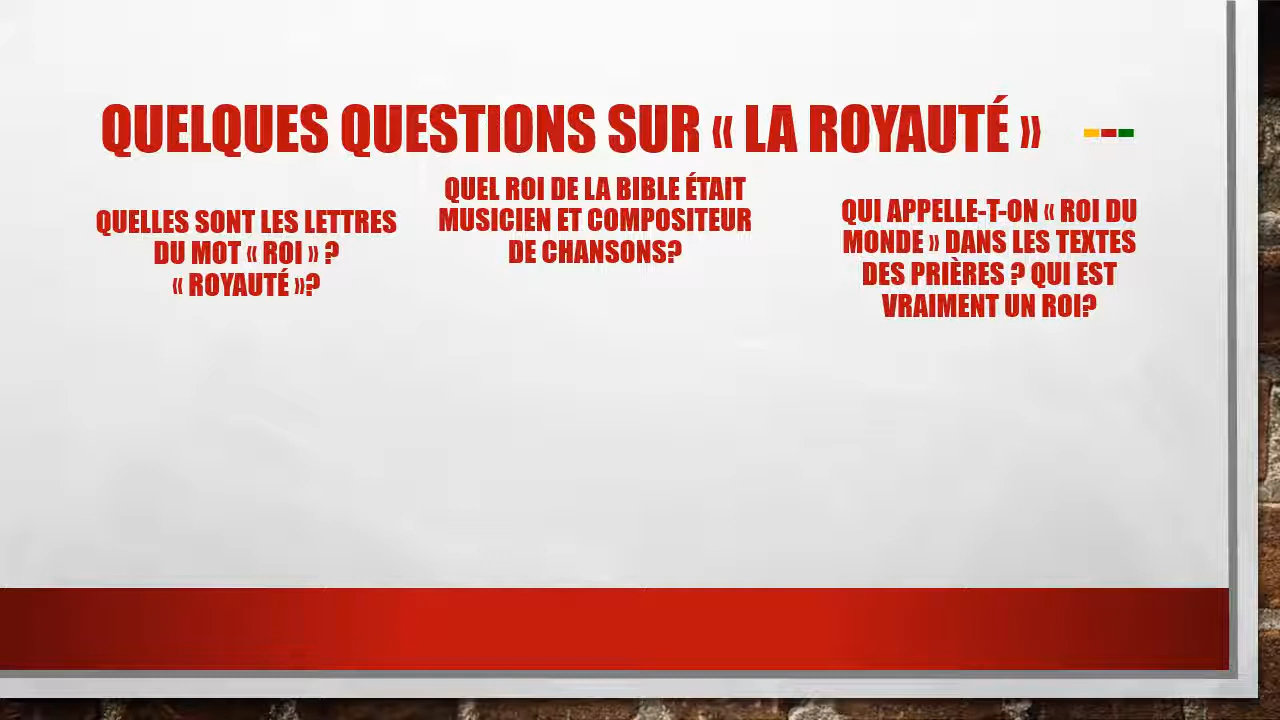 QUELQUES QUESTIONS SUR « LA ROYAUTÉ » ---
QUELLES SONT LES LETTRES
DU MOT « ROI » ?
« ROYAUTÉ »?
QUEL ROI DE LA BIBLE ÉTAIT
MUSICIEN ET COMPOSITEUR
DE CHANSONS?
QUI APPELLE-T-ON « ROI DU
MONDE » DANS LES TEXTES
DES PRIÈRES ? QUI EST
VRAIMENT UN ROI?